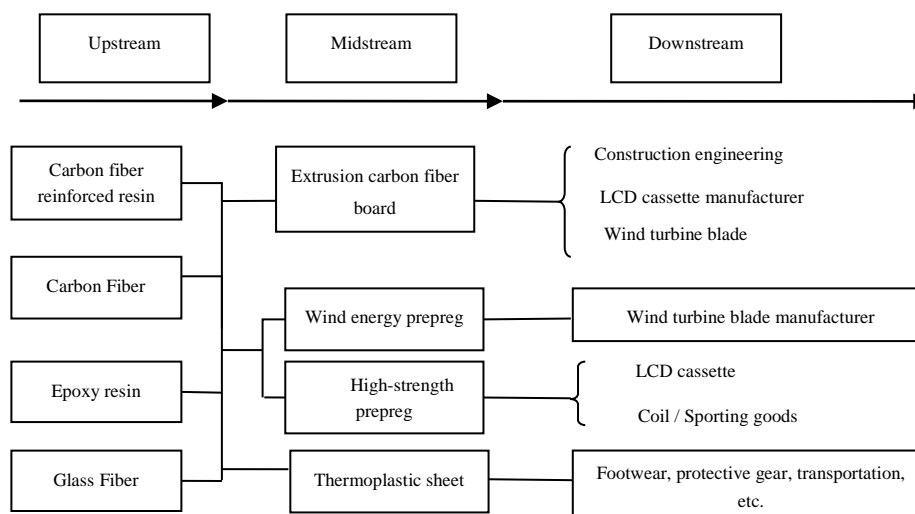 Upstream
Midstream
Downstream
Carbon fiber
reinforced resin
Carbon Fiber
Epoxy resin
Glass Fiber
Extrusion carbon fiber
board
Wind energy prepreg
High-strength
prepreg
Thermoplastic sheet
Construction engineering
LCD cassette manufacturer
Wind turbine blade
Wind turbine blade manufacturer
LCD cassette
Coil / Sporting goods
Footwear, protective gear, transportation,
etc.